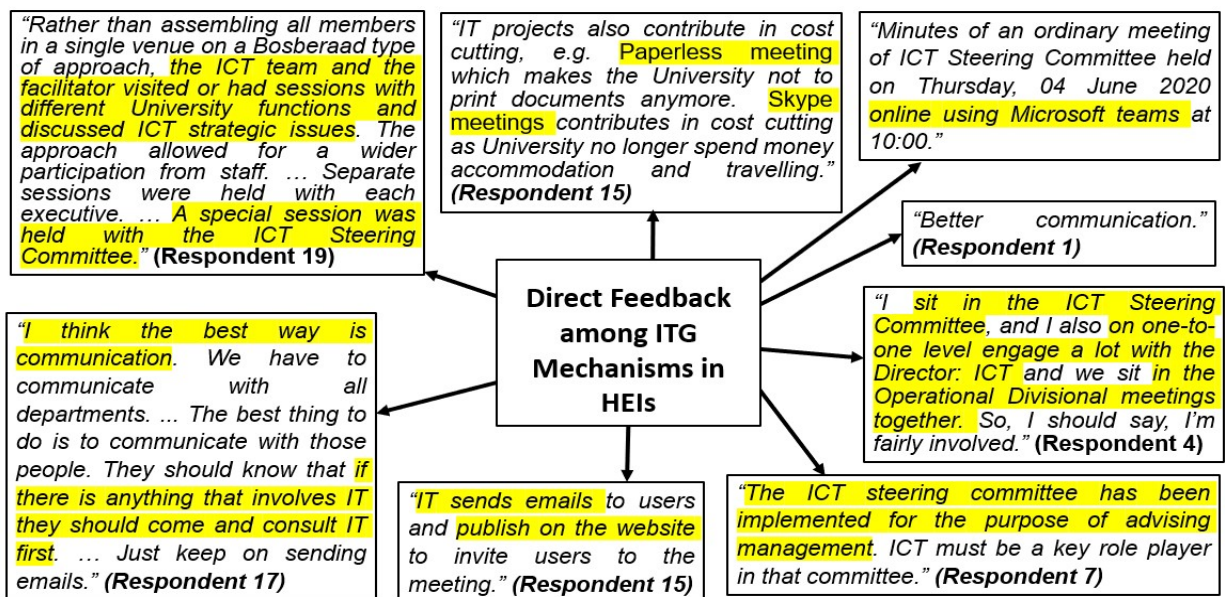 “Rather than assembling all members
in a single venue on a Bosberaad type
of approach, the ICT team and the
facilitator visited or had sessions with
different University functions and
discussed ICT strategic issues. The
approach allowed for a wider
participation from staff. … Separate
sessions were held with each
executive. … A special session was
held with the ICT Steering
Committee.” (Respondent 19)
“IT projects also contribute in cost
cutting, e.g. Paperless meeting
which makes the University not to
print documents anymore. Skype
meetings contributes in cost cutting
as University no longer spend money
accommodation and travelling.”
(Respondent 15)
“Minutes of an ordinary meeting
of ICT Steering Committee held
on Thursday, 04 June 2020
online using Microsoft teams at
10:00.”
“Better communication.”
(Respondent 1)
Direct Feedback
among ITG
Mechanisms in
HEIs
“I sit in the ICT Steering
Committee, and I also on one-to-
one level engage a lot with the
Director: ICT and we sit in the
Operational Divisional meetings
together. So, I should say, I’m
fairly involved.” (Respondent 4)
“I think the best way is
communication. We have to
communicate with all
departments. ... The best thing to
do is to communicate with those
people. They should know that if
there is anything that involves IT
they should come and consult IT
first. … Just keep on sending
emails.” (Respondent 17)
“IT sends emails to users
and publish on the website
to invite users to the
meeting.” (Respondent 15)
“The ICT steering committee has been
implemented for the purpose of advising
management. ICT must be a key role player
in that committee.” (Respondent 7)